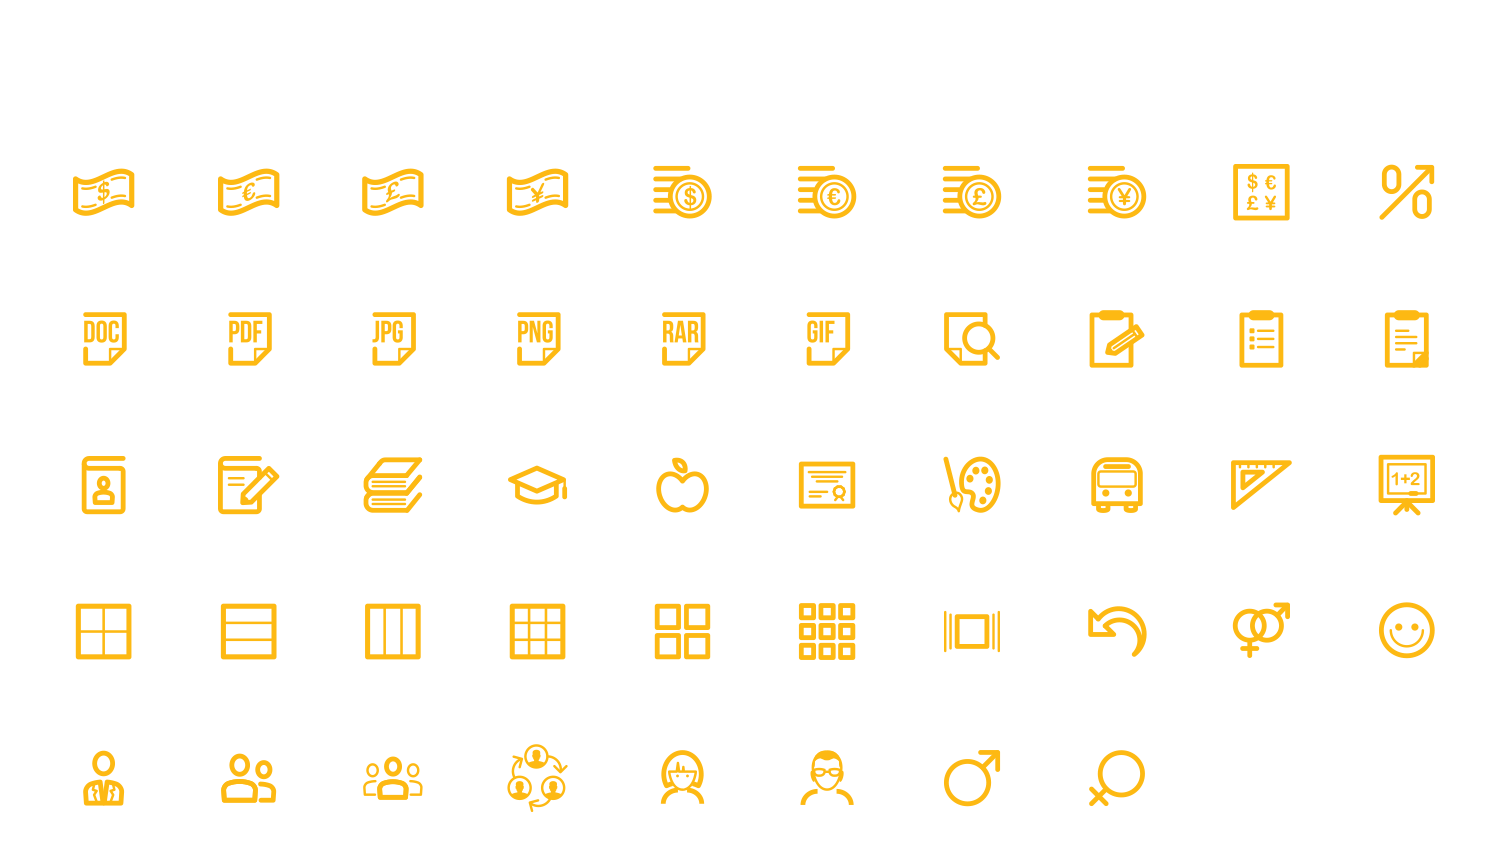 $ € £ ¥ $ € £ ¥ $ €
£ ¥
DOC PDF JPG PNG RAR GIF
1+2